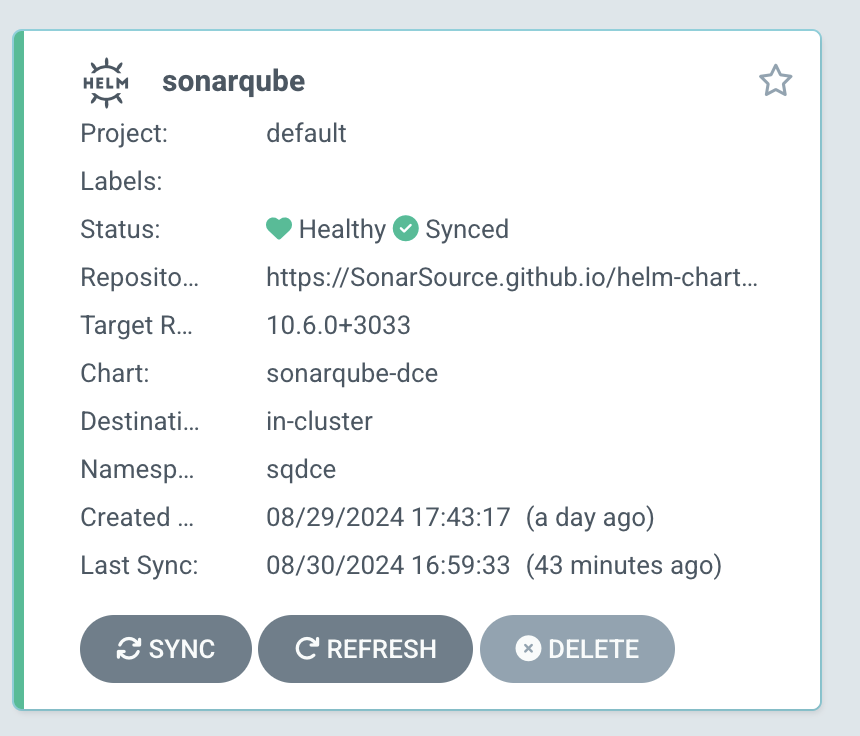 HELM sonarqube
Project: default
Labels:
Status: Healthy Synced
Reposito... https://SonarSource.github.io/helm-chart...
Target R... 10.6.0+3033
Chart: sonarqube-dce
Destinati... in-cluster
Namesp... sqdce
Created ... 08/29/2024 17:43:17 (a day ago)
Last Sync: 08/30/2024 16:59:33 (43 minutes ago)
SYNC REFRESH DELETE